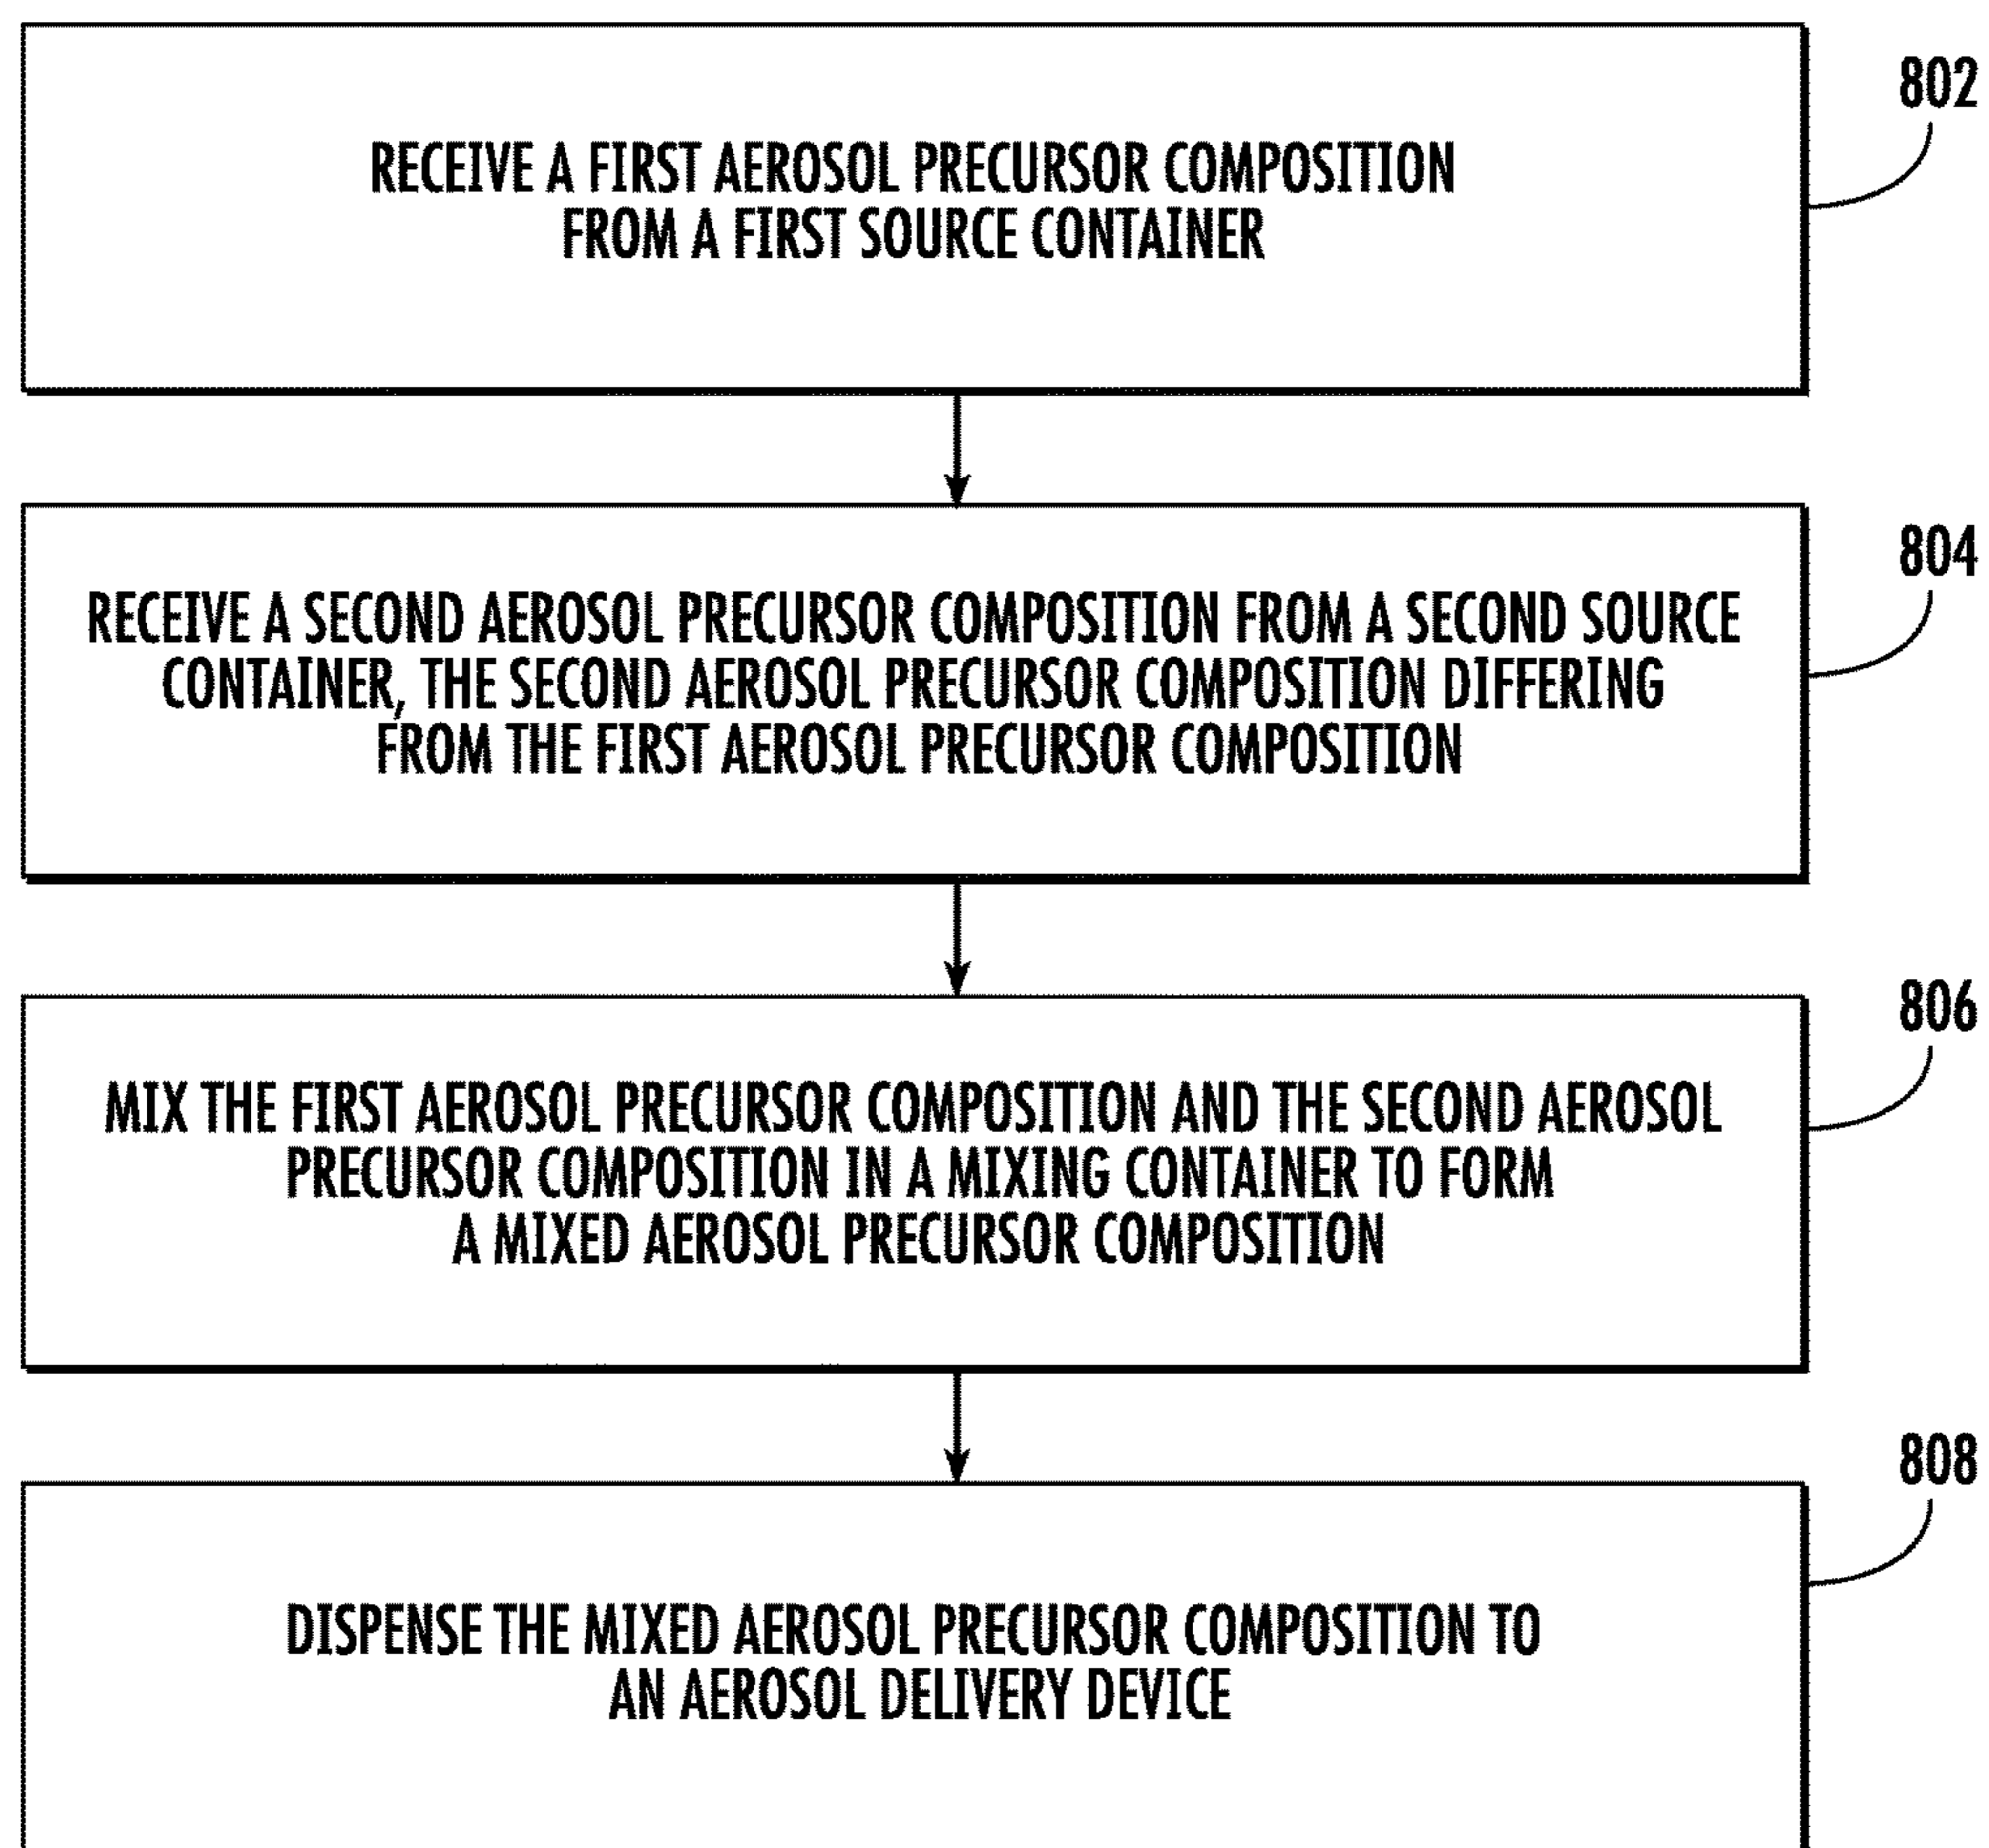 802
RECEIVE A FIRST AEROSOL PRECURSOR COMPOSITION
FROM A FIRST SOURCE CONTAINER
804
RECEIVE A SECOND AEROSOL PRECURSOR COMPOSITION FROM A SECOND SOURCE
CONTAINER, THE SECOND AEROSOL PRECURSOR COMPOSITION DIFFERING
FROM THE FIRST AEROSOL PRECURSOR COMPOSITION
806
MIX THE FIRST AEROSOL PRECURSOR COMPOSITION AND THE SECOND AEROSOL
PRECURSOR COMPOSITION IN A MIXING CONTAINER TO FORM
A MIXED AEROSOL PRECURSOR COMPOSITION
808
DISPENSE THE MIXED AEROSOL PRECURSOR COMPOSITION TO
AN AEROSOL DELIVERY DEVICE